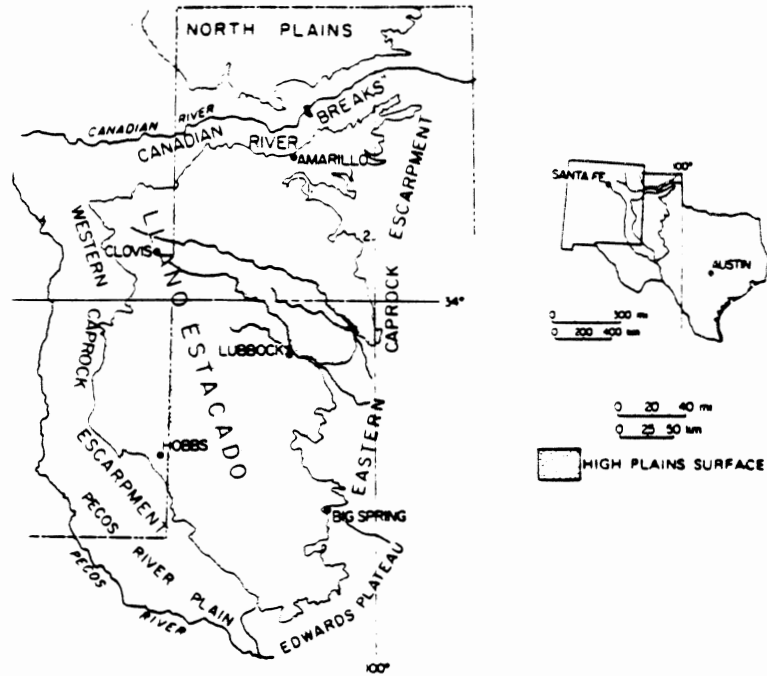 NORTH PLAINS
CANADIAN RIVER
CANADIAN RIVER BREAKS
AMARILLO
WESTERN CAPROCK ESCARPMENT
LLANO ESTACADO
CLOVIS
2
34°
LUBBOCK
EASTERN CAPROCK ESCARPMENT
HOBBS
BIG SPRING
PECOS RIVER PLAIN
PECOS RIVER
EDWARDS PLATEAU
100°
SANTA FE
100°
AUSTIN
0 300 mi
0 200 400 km
0 20 40 mi
0 25 50 km
HIGH PLAINS SURFACE